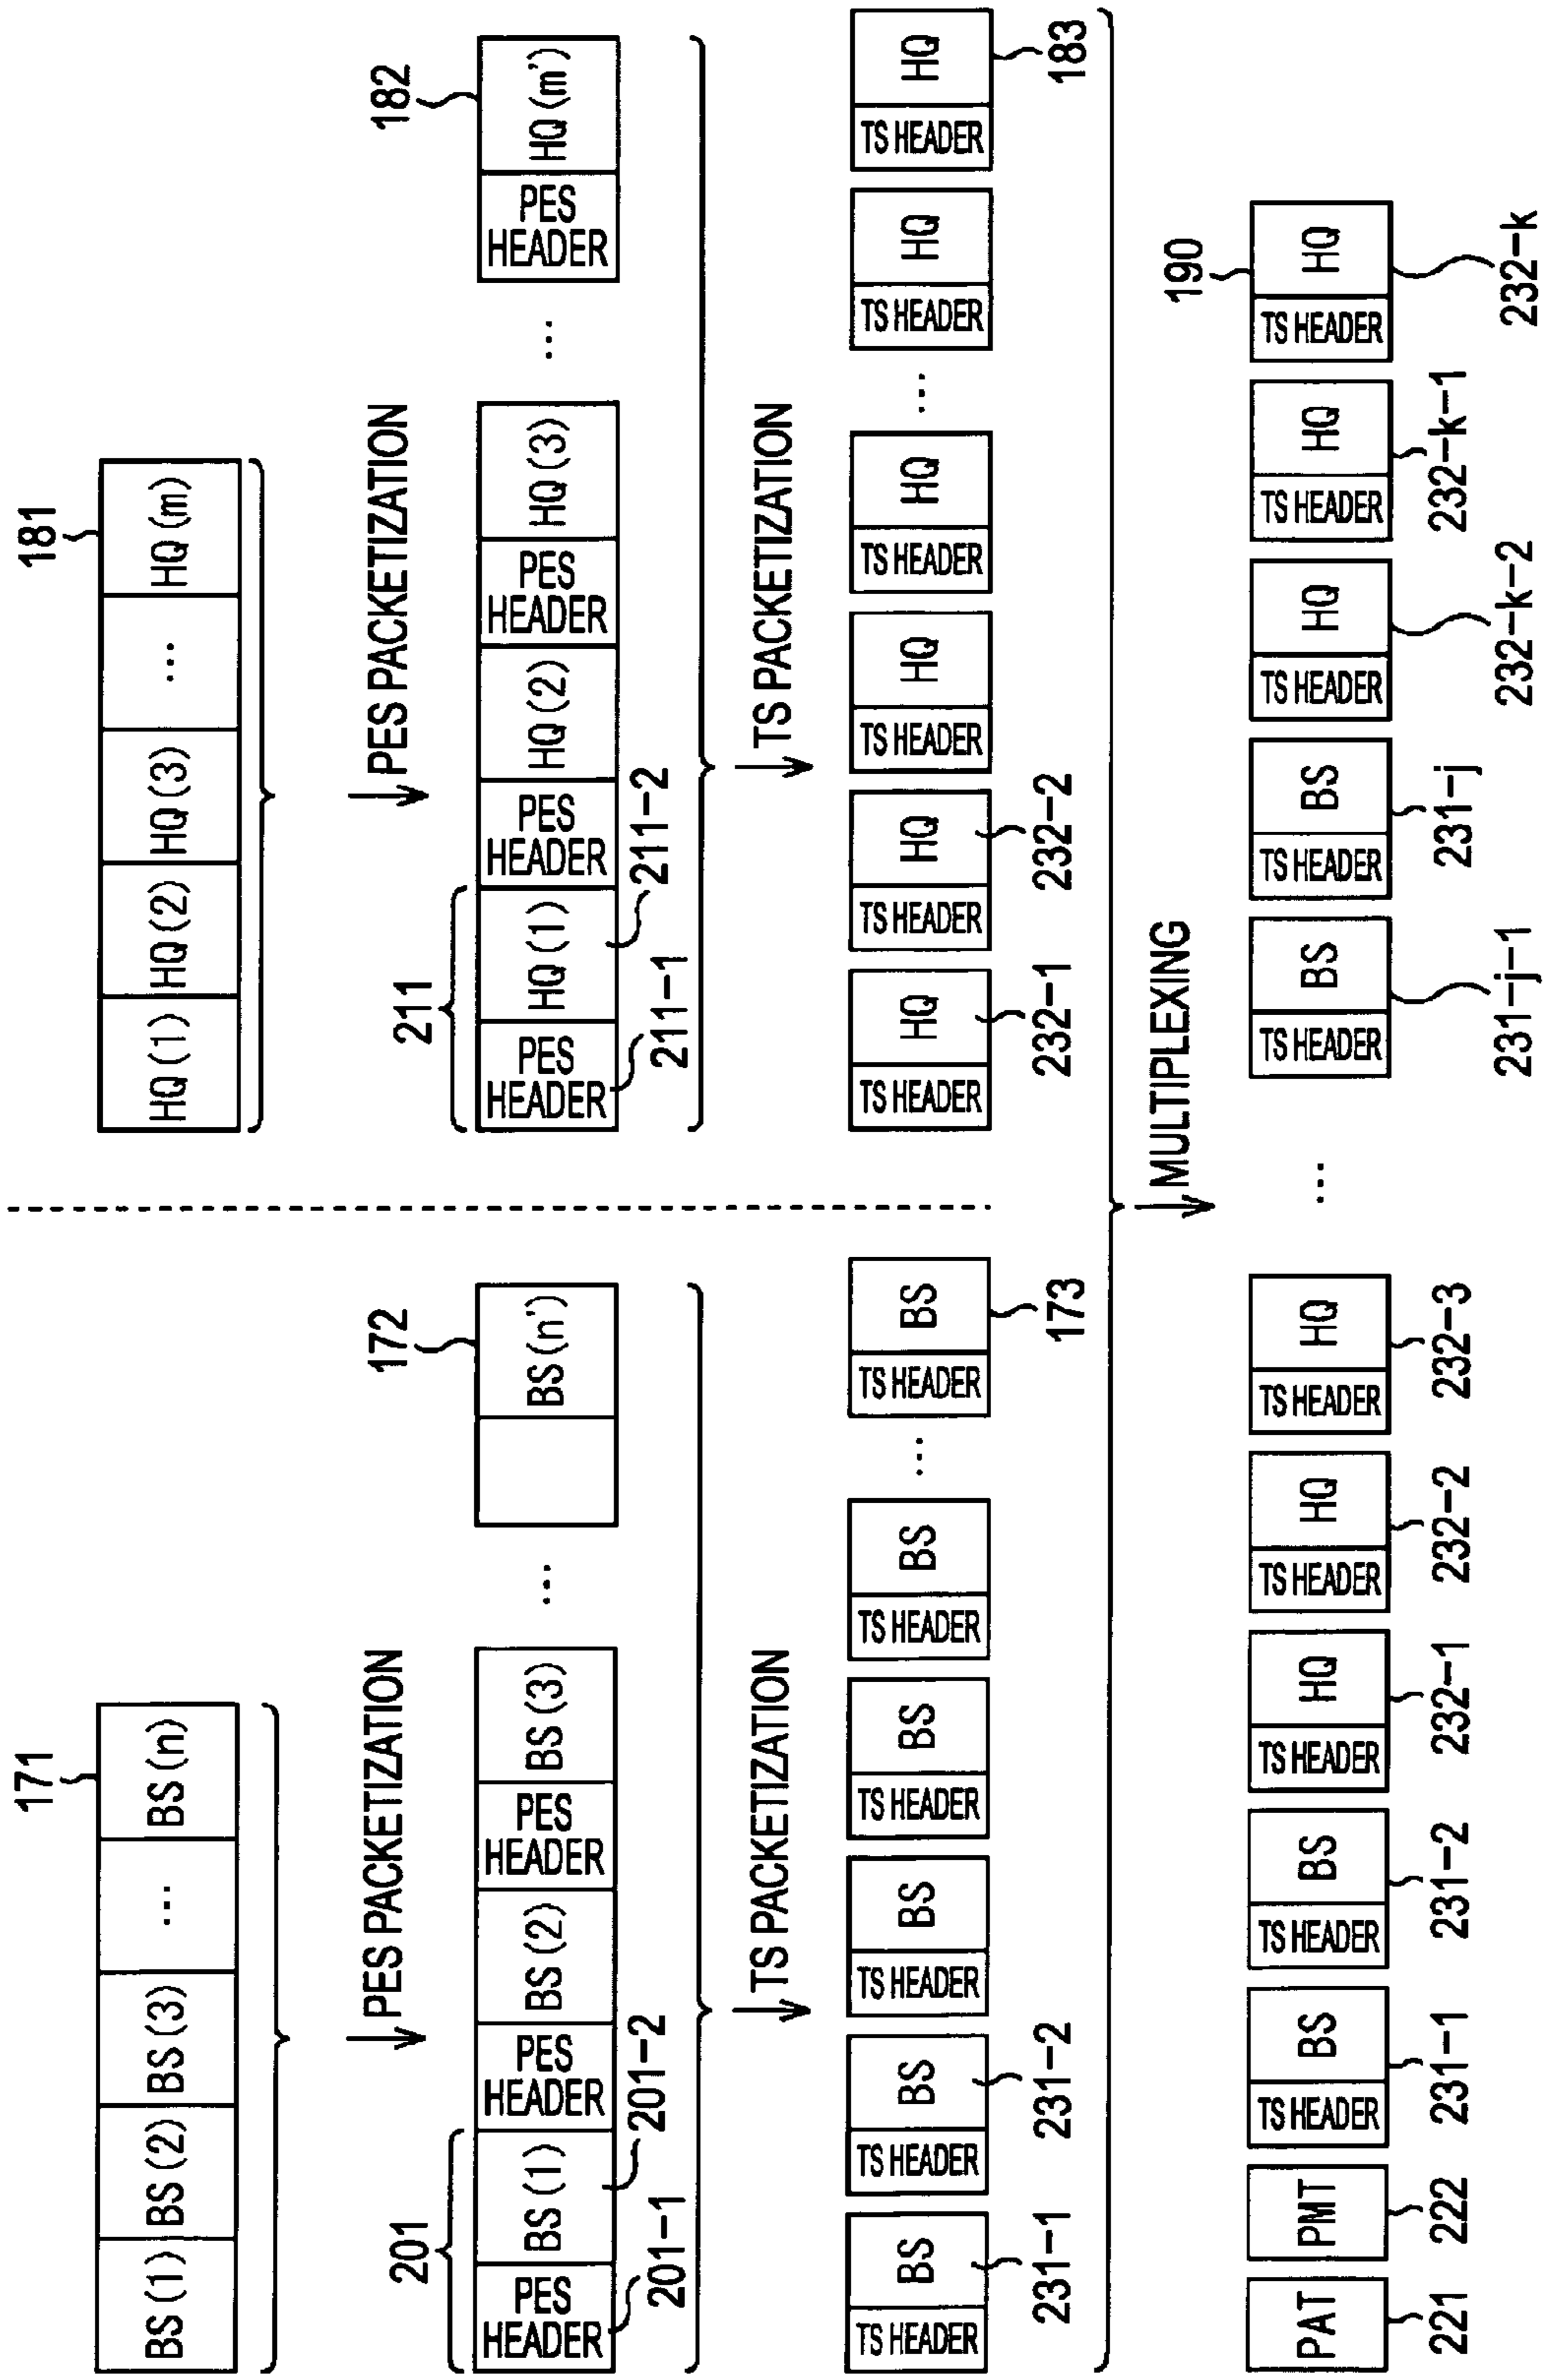 171
BS(1) BS(2) BS(3) ... BS(n)
181
HQ(1) HQ(2) HQ(3) ... HQ(m)
PES PACKETIZATION
PES PACKETIZATION
201
172
PES HEADER BS(1) PES HEADER BS(2) PES HEADER BS(3) ... BS(n')
201-1
201-2
211
182
PES HEADER HQ(1) PES HEADER HQ(2) PES HEADER HQ(3) ... PES HEADER HQ(m')
211-1
211-2
TS PACKETIZATION
TS PACKETIZATION
TS HEADER BS TS HEADER BS TS HEADER BS TS HEADER BS TS HEADER BS ... TS HEADER BS
231-1
231-2
173
TS HEADER HQ TS HEADER HQ TS HEADER HQ TS HEADER HQ ... TS HEADER HQ TS HEADER HQ
232-1
232-2
183
MULTIPLEXING
190
PAT PMT TS HEADER BS TS HEADER BS TS HEADER HQ TS HEADER HQ TS HEADER HQ ... TS HEADER BS TS HEADER BS TS HEADER HQ TS HEADER HQ TS HEADER HQ
221
222
231-1
231-2
232-1
232-2
232-3
231-j-1
231-j
232-k-2
232-k-1
232-k